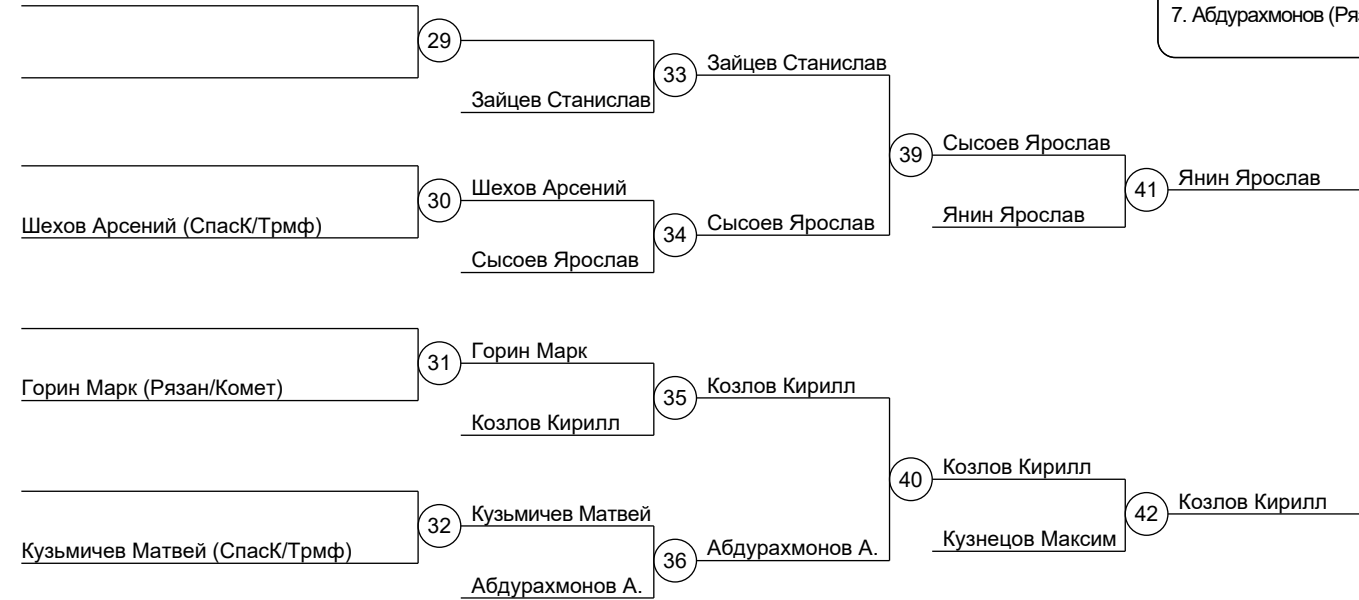 7. Абдурахмонов (Ря
29
Зайцев Станислав
33
Зайцев Станислав
39
Сысоев Ярослав
Янин Ярослав
41
Янин Ярослав
Шехов Арсений (СпасК/Трмф)
30
Шехов Арсений
Сысоев Ярослав
34
Сысоев Ярослав
Горин Марк (Рязан/Комет)
31
Горин Марк
Козлов Кирилл
35
Козлов Кирилл
40
Козлов Кирилл
Кузнецов Максим
42
Козлов Кирилл
Кузьмичев Матвей (СпасК/Трмф)
32
Кузьмичев Матвей
Абдурахмонов А.
36
Абдурахмонов А.